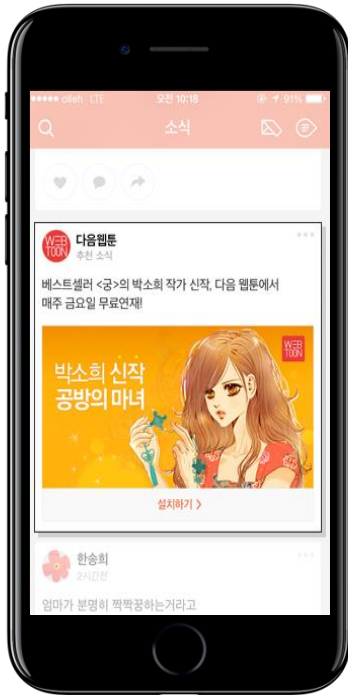 olleh LTE 오전 10:18 91%
소식
WEB
TOON
다음웹툰
추천 소식
베스트셀러 <궁>의 박소희 작가 신작, 다음 웹툰에서
매주 금요일 무료연재!
WEB
TOON
박소희 신작
공방의 마녀
설치하기 >
한송희
2시간전
엄마가 분명히 짝짝꿍하는거라고